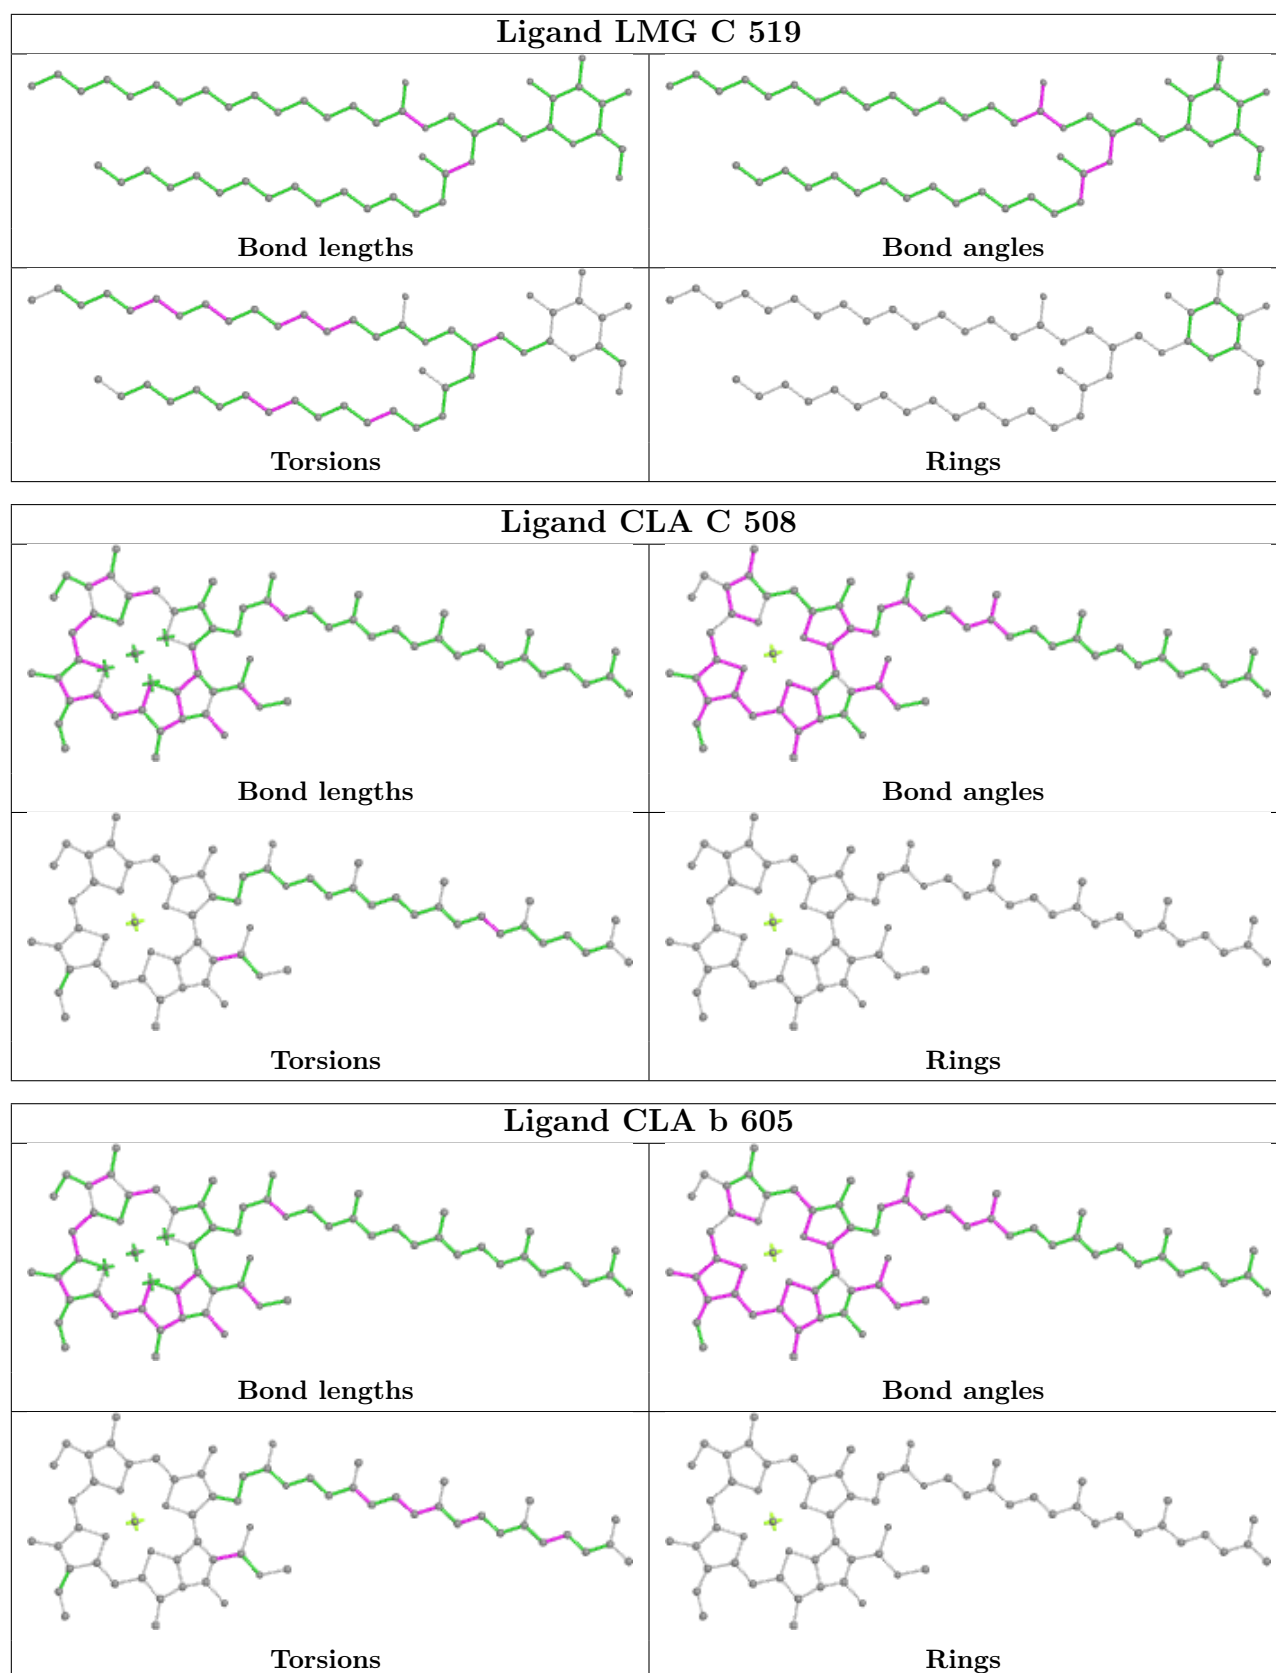 Ligand LMG C 519
Bond lengths
Bond angles
Torsions
Rings
Ligand CLA C 508
Bond lengths
Bond angles
Torsions
Rings
Ligand CLA b 605
Bond lengths
Bond angles
Torsions
Rings